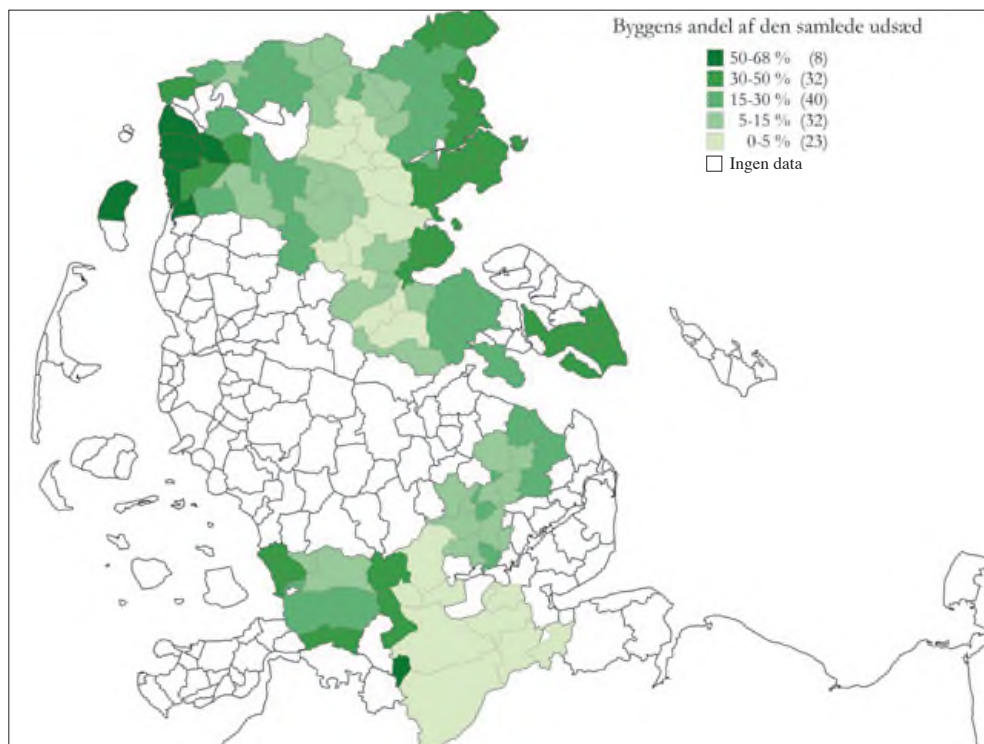 Byggens andel af den samlede udsæd
50-68 % (8)
30-50 % (32)
15-30 % (40)
5-15 % (32)
0-5 % (23)
Ingen data